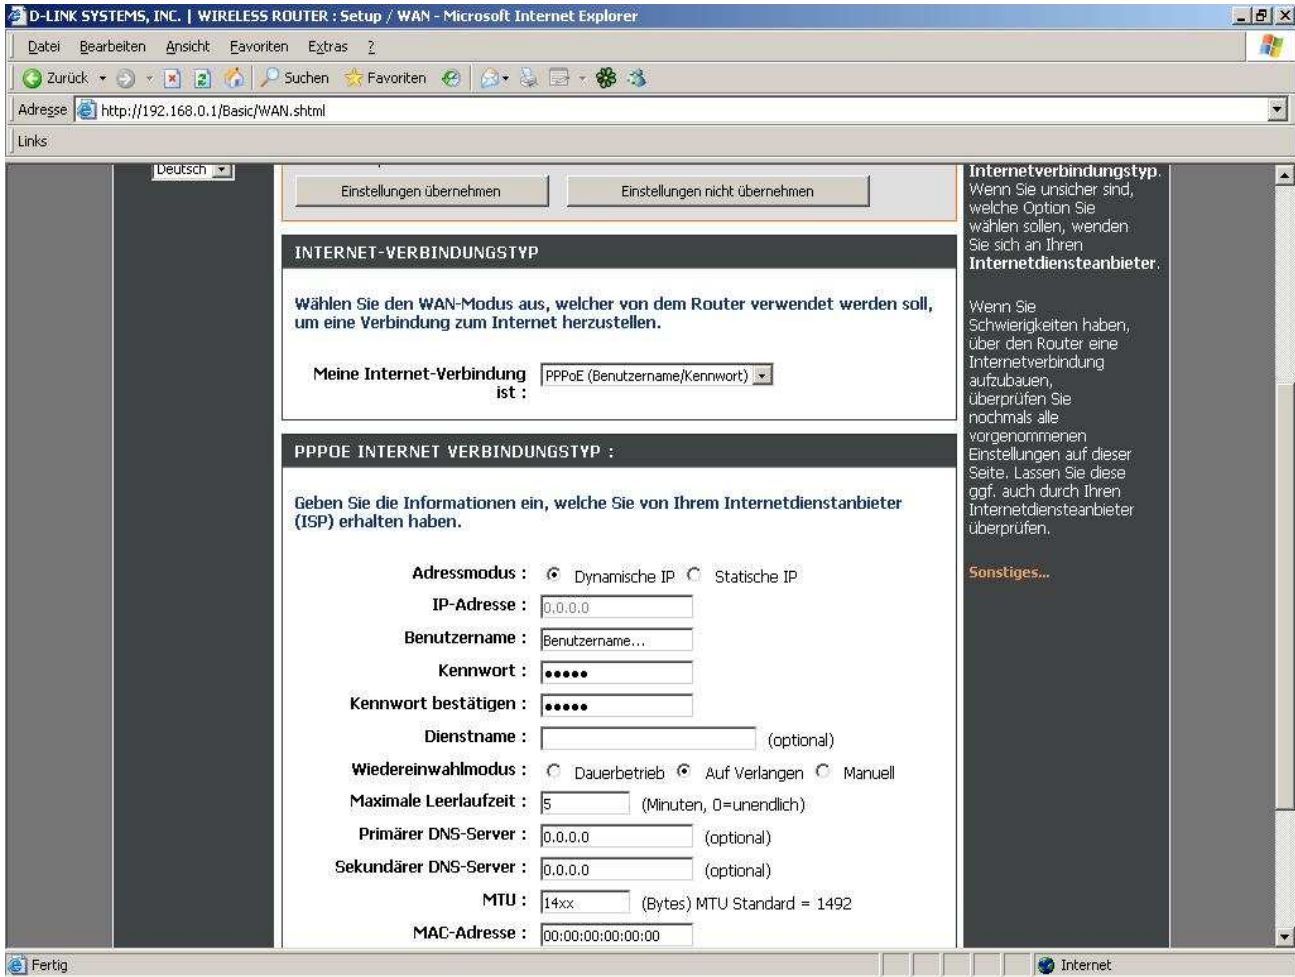 D-LINK SYSTEMS, INC. | WIRELESS ROUTER : Setup / WAN - Microsoft Internet Explorer
Datei Bearbeiten Ansicht Favoriten Extras ?
Zurück Suchen Favoriten
Adresse http://192.168.0.1/Basic/WAN.shtml
Links
Deutsch
Einstellungen übernehmen Einstellungen nicht übernehmen
INTERNET-VERBINDUNGSTYP
Wählen Sie den WAN-Modus aus, welcher von dem Router verwendet werden soll,
um eine Verbindung zum Internet herzustellen.
Meine Internet-Verbindung
ist : PPPoE (Benutzername/Kennwort)
PPPOE INTERNET VERBINDUNGSTYP :
Geben Sie die Informationen ein, welche Sie von Ihrem Internetdienstanbieter
(ISP) erhalten haben.
Adressmodus : Dynamische IP Statische IP
IP-Adresse : 0.0.0.0
Benutzername : Benutzername...
Kennwort : •••••
Kennwort bestätigen : •••••
Dienstname : (optional)
Wiedereinwahlmodus : Dauerbetrieb Auf Verlangen Manuell
Maximale Leerlaufzeit : 5 (Minuten, 0=unendlich)
Primärer DNS-Server : 0.0.0.0 (optional)
Sekundärer DNS-Server : 0.0.0.0 (optional)
MTU : 14xx (Bytes) MTU Standard = 1492
MAC-Adresse : 00:00:00:00:00:00
Internetverbindungstyp.
Wenn Sie unsicher sind,
welche Option Sie
wählen sollen, wenden
Sie sich an Ihren
Internetdiensteanbieter.
Wenn Sie
Schwierigkeiten haben,
über den Router eine
Internetverbindung
aufzubauen,
überprüfen Sie
nochmals alle
vorgenommenen
Einstellungen auf dieser
Seite. Lassen Sie diese
ggf. auch durch Ihren
Internetdiensteanbieter
überprüfen.
Sonstiges...
Fertig Internet